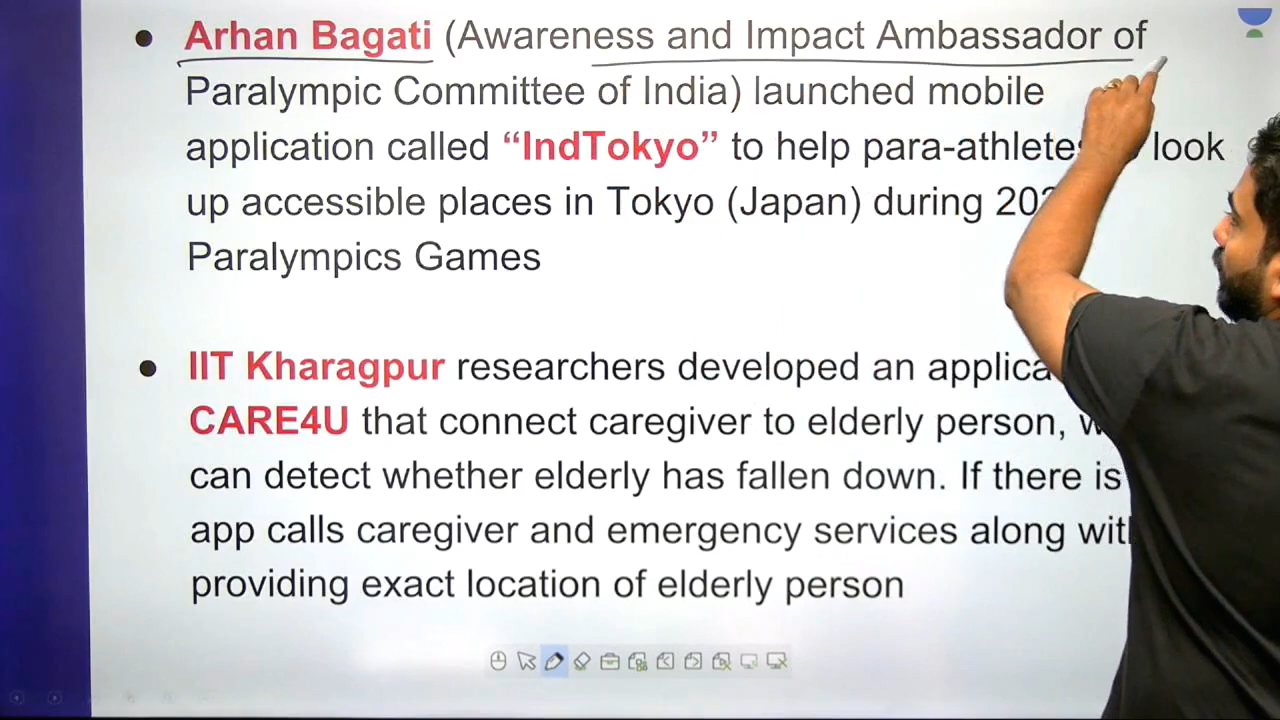 Arhan Bagati (Awareness and Impact Ambassador of
Paralympic Committee of India) launched mobile
application called “IndTokyo” to help para-athletes look
up accessible places in Tokyo (Japan) during
Paralympics Games
IIT Kharagpur researchers developed an
CARE4U that connect caregiver to elderly person,
can detect whether elderly has fallen down. If there is
app calls caregiver and emergency services along with
providing exact location of elderly person